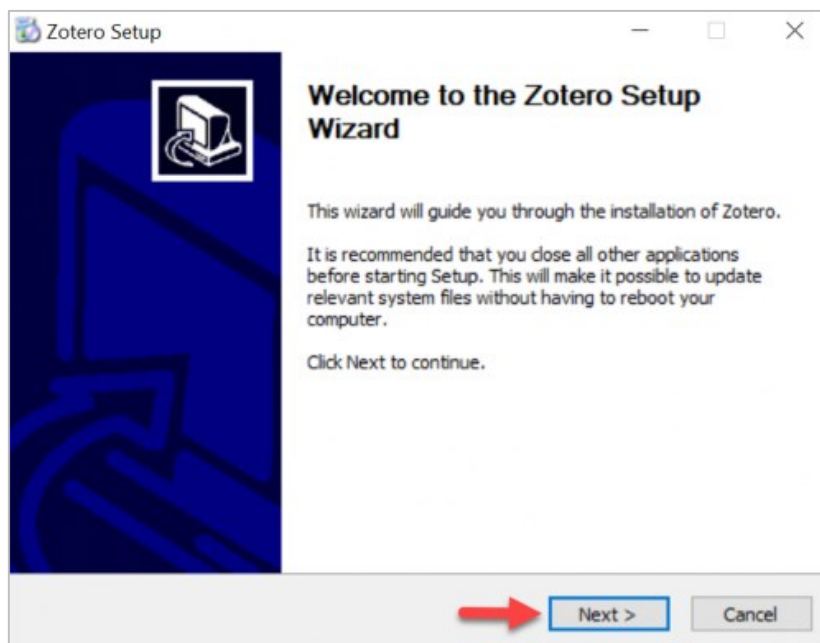 Zotero Setup
Welcome to the Zotero Setup
Wizard
This wizard will guide you through the installation of Zotero.
It is recommended that you close all other applications
before starting Setup. This will make it possible to update
relevant system files without having to reboot your
computer.
Click Next to continue.
Next >
Cancel